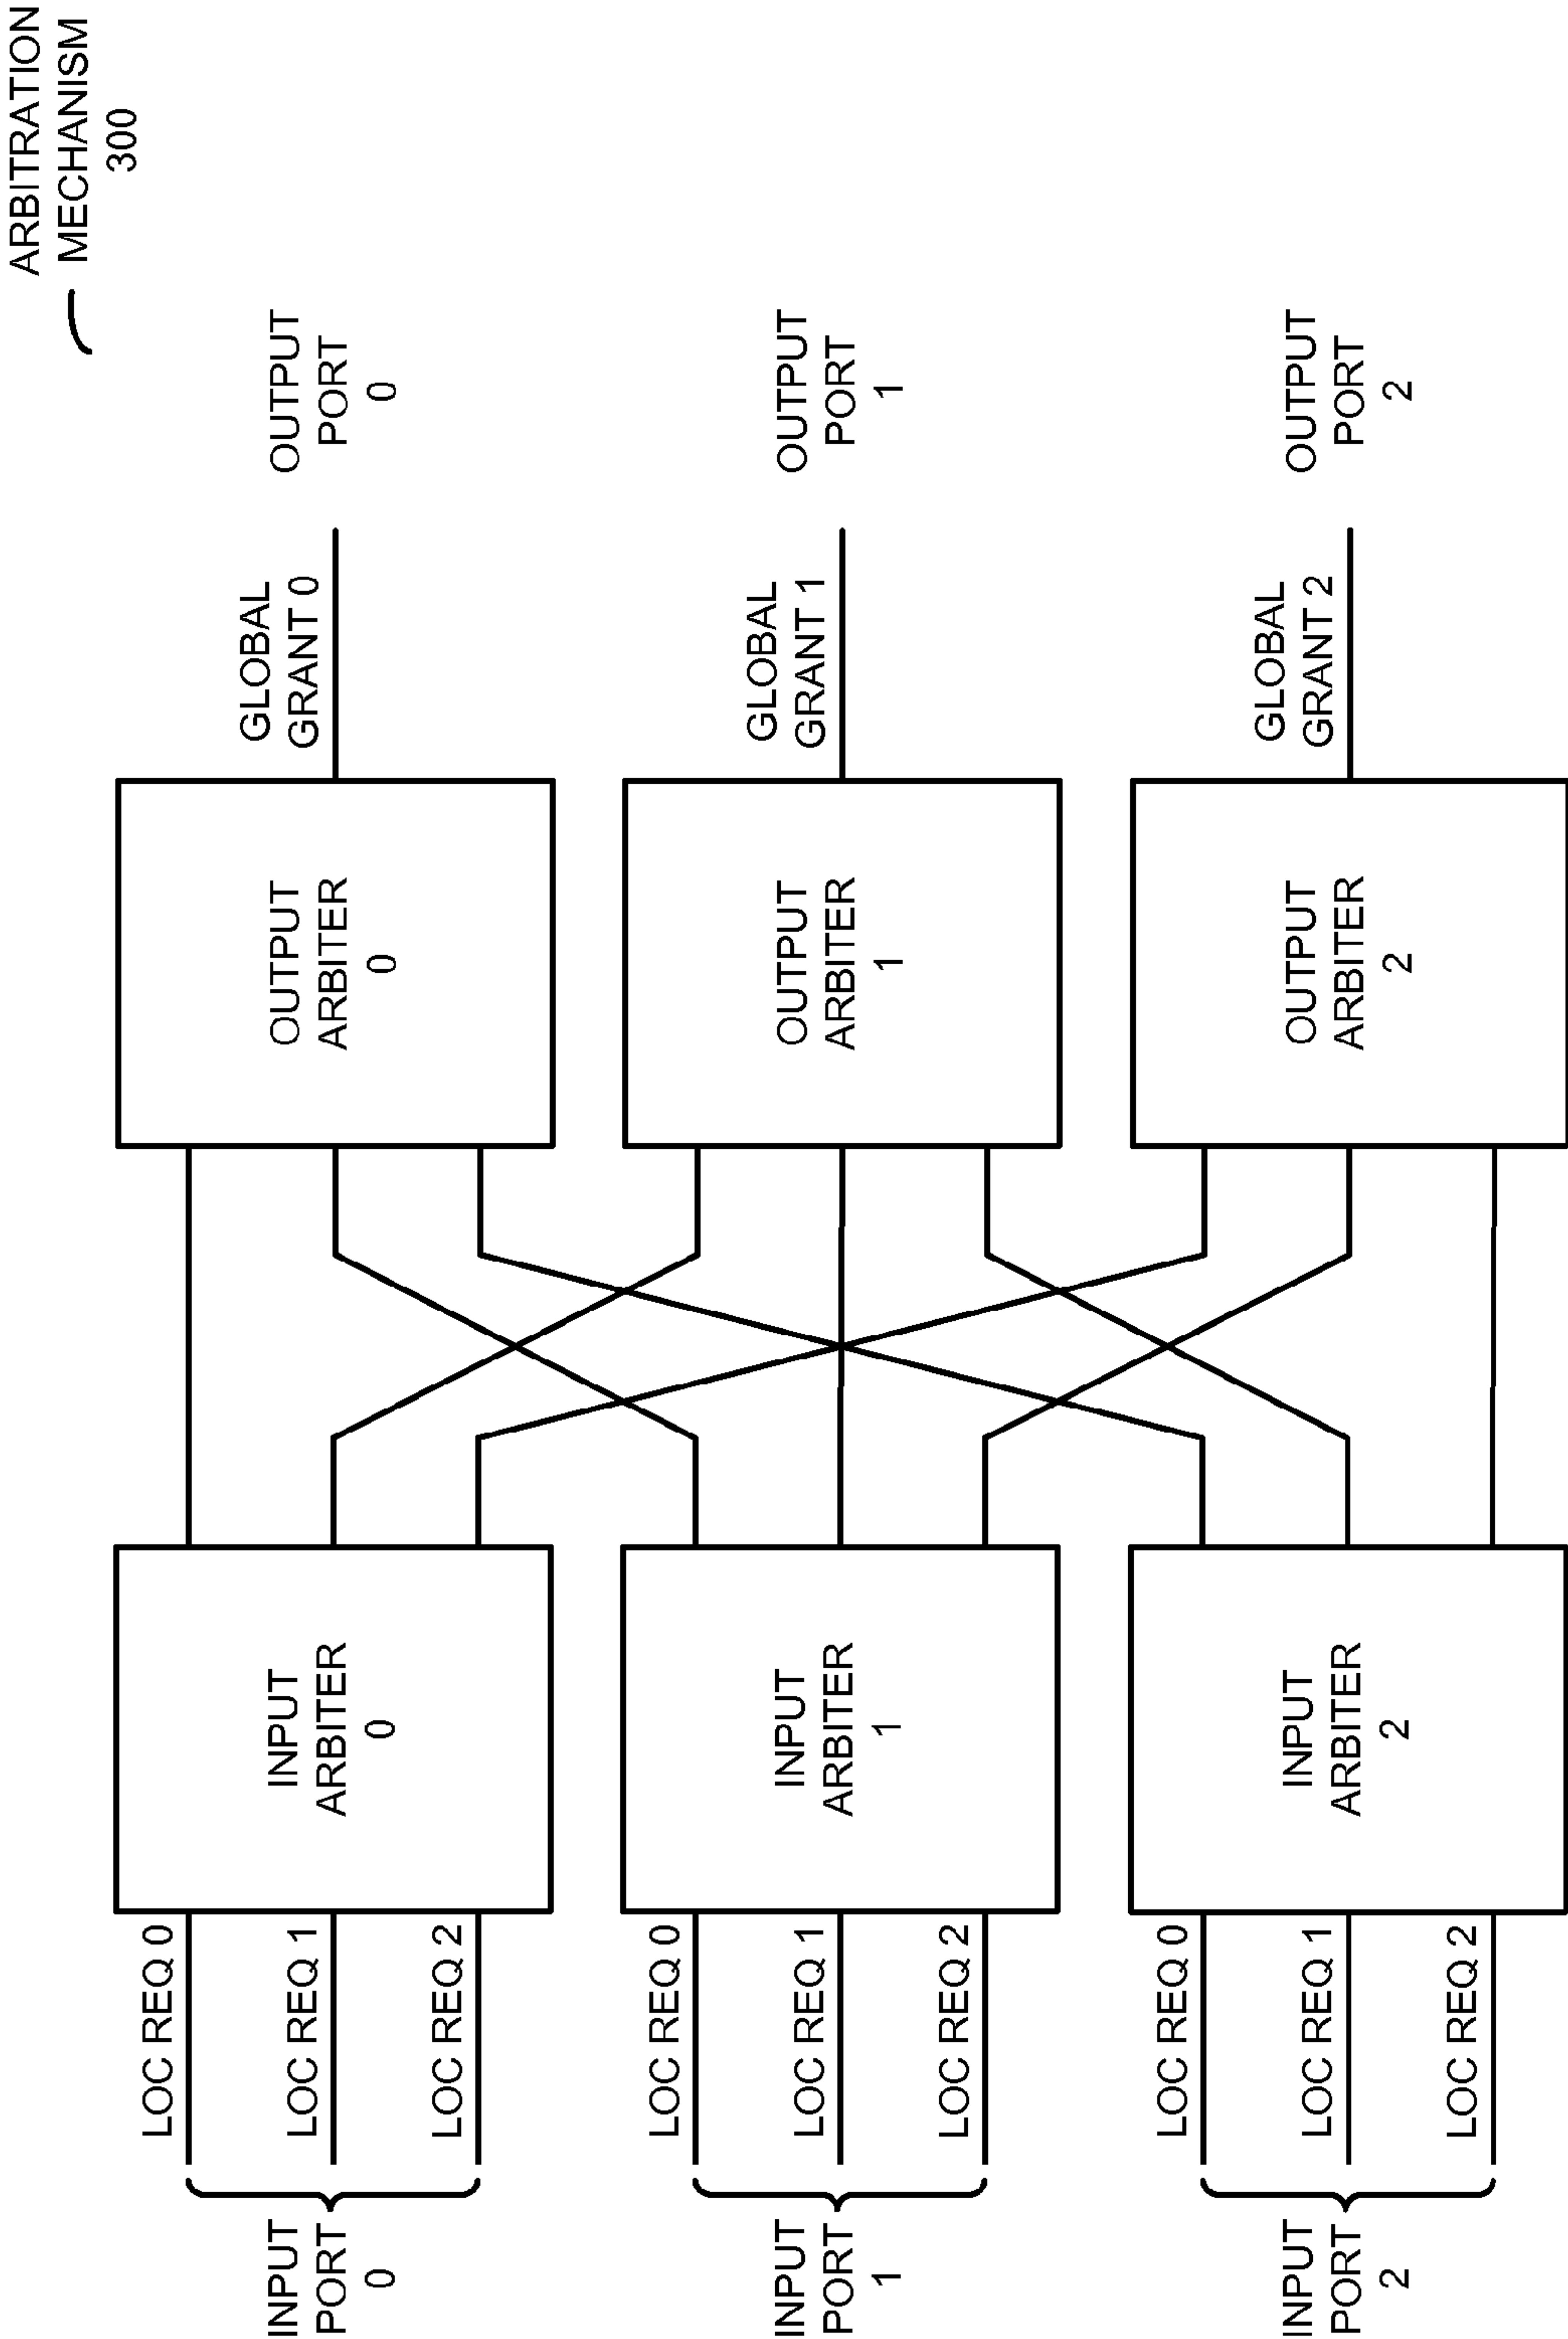 ARBITRATION
MECHANISM
300
INPUT
PORT
0
LOC REQ 0
LOC REQ 1
LOC REQ 2
INPUT
ARBITER
0
OUTPUT
ARBITER
0
GLOBAL
GRANT 0
OUTPUT
PORT
0
INPUT
PORT
1
LOC REQ 0
LOC REQ 1
LOC REQ 2
INPUT
ARBITER
1
OUTPUT
ARBITER
1
GLOBAL
GRANT 1
OUTPUT
PORT
1
INPUT
PORT
2
LOC REQ 0
LOC REQ 1
LOC REQ 2
INPUT
ARBITER
2
OUTPUT
ARBITER
2
GLOBAL
GRANT 2
OUTPUT
PORT
2